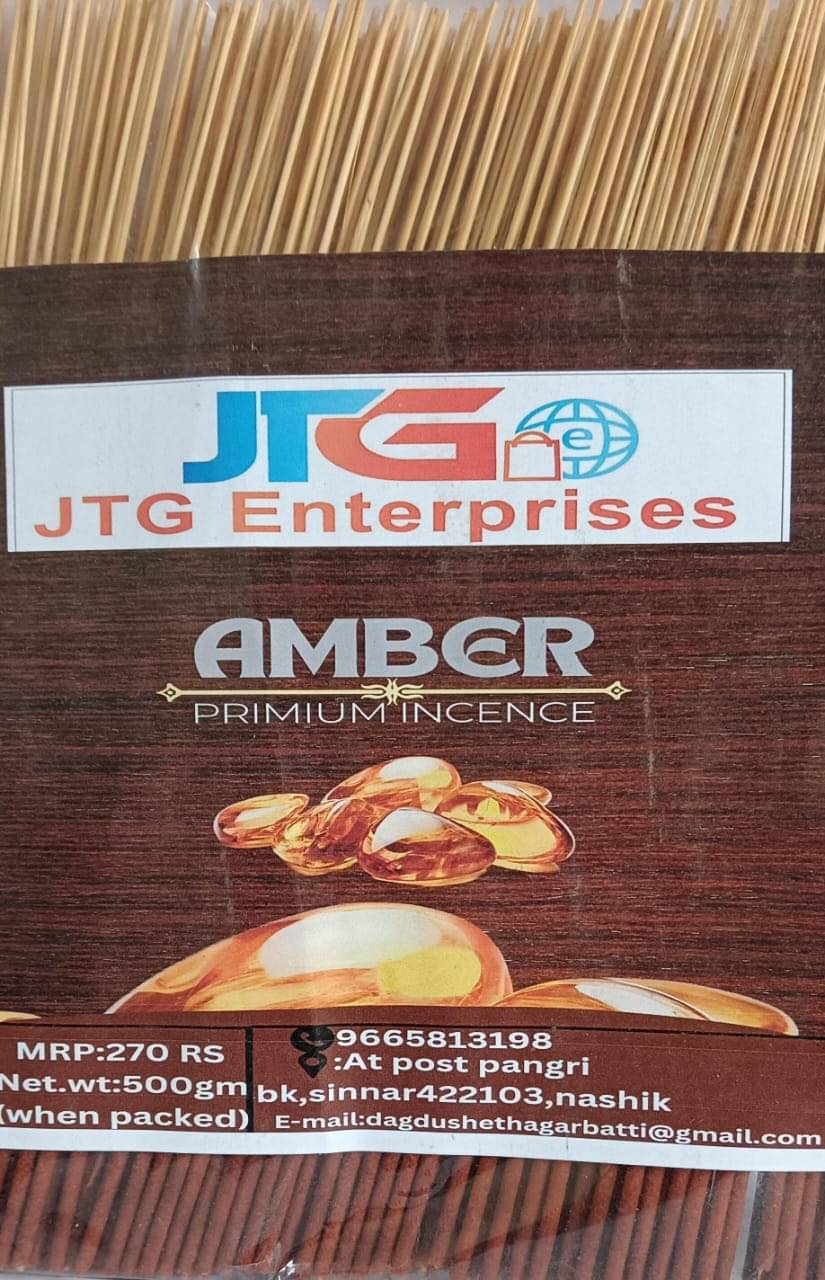 JTG e
JTG Enterprises
AMBER
PRIMIUM INCENCE
MRP:270 RS
Net.wt:500gm
(when packed)
9665813198
:At post pangri
bk,sinnar422103,nashik
E-mail:dagdushethagarbatti@gmail.com